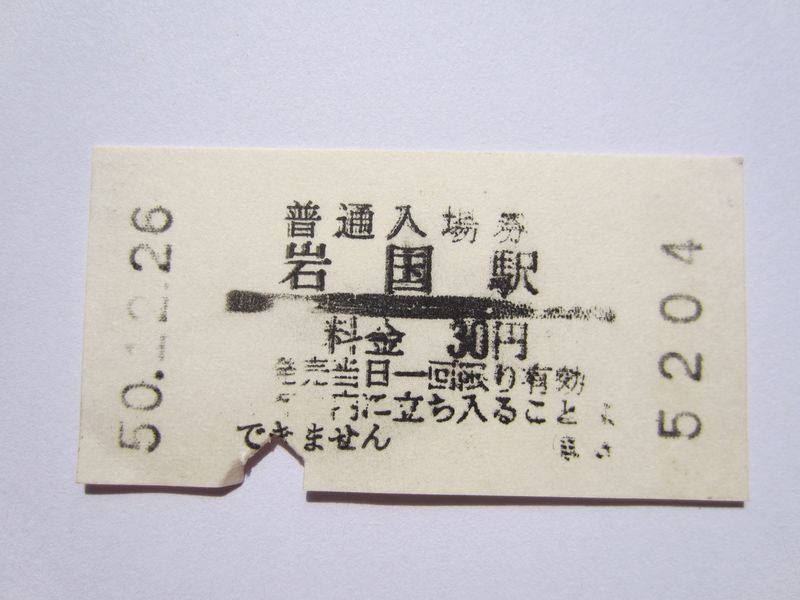 50.12.26
普通入場券
岩国駅
料金 30円
発売当日一回限り有効
内に立ち入ること
できません
5204